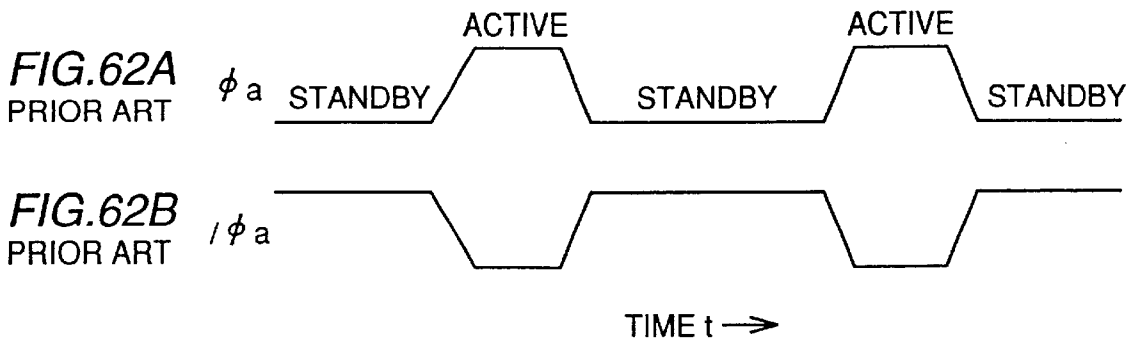 ACTIVE ACTIVE
FIG.62A
PRIOR ART
ϕa STANDBY STANDBY STANDBY
FIG.62B
PRIOR ART
/ϕa
TIME t